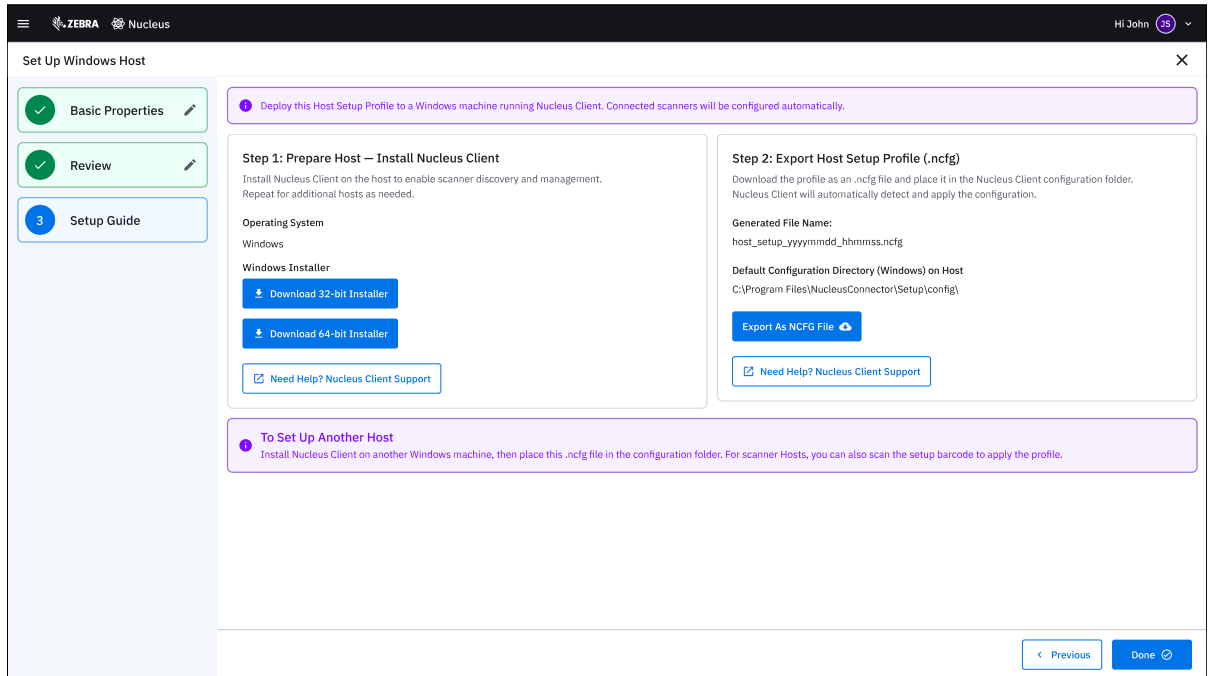 ZEBRA Nucleus
Hi John JS
Set Up Windows Host
Basic Properties
Review
3 Setup Guide
Deploy this Host Setup Profile to a Windows machine running Nucleus Client. Connected scanners will be configured automatically.
Step 1: Prepare Host — Install Nucleus Client
Install Nucleus Client on the host to enable scanner discovery and management.
Repeat for additional hosts as needed.
Operating System
Windows
Windows Installer
Download 32-bit Installer
Download 64-bit Installer
Need Help? Nucleus Client Support
Step 2: Export Host Setup Profile (.ncfg)
Download the profile as an .ncfg file and place it in the Nucleus Client configuration folder.
Nucleus Client will automatically detect and apply the configuration.
Generated File Name:
host_setup_yyyymmdd_hhmmss.ncfg
Default Configuration Directory (Windows) on Host
C:\Program Files\NucleusConnector\Setup\config\
Export As NCFG File
Need Help? Nucleus Client Support
To Set Up Another Host
Install Nucleus Client on another Windows machine, then place this .ncfg file in the configuration folder. For scanner Hosts, you can also scan the setup barcode to apply the profile.
Previous
Done